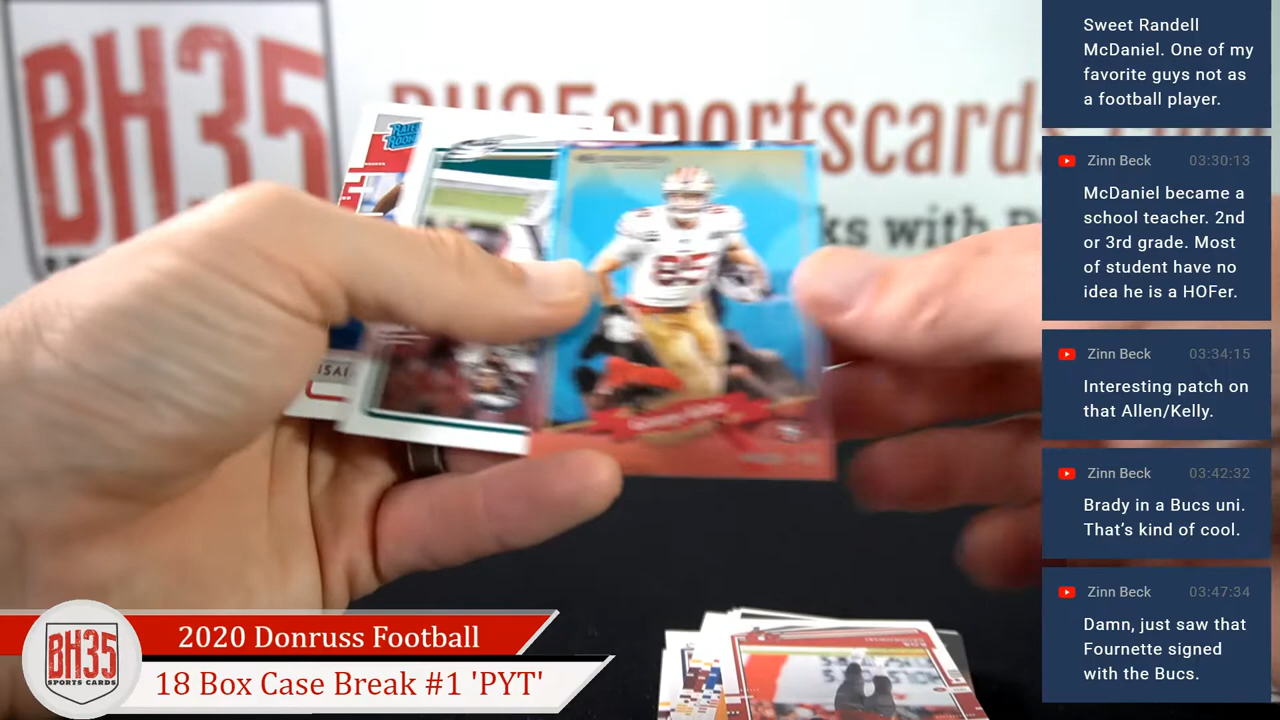 BH35
BH35sportscards
ks with
RATED
ROOKIE
ISAI
85
Sweet Randell
McDaniel. One of my
favorite guys not as
a football player.
Zinn Beck 03:30:13
McDaniel became a
school teacher. 2nd
or 3rd grade. Most
of student have no
idea he is a HOFer.
Zinn Beck 03:34:15
Interesting patch on
that Allen/Kelly.
Zinn Beck 03:42:32
Brady in a Bucs uni.
That's kind of cool.
Zinn Beck 03:47:34
Damn, just saw that
Fournette signed
with the Bucs.
BH35
SPORTS CARDS
2020 Donruss Football
18 Box Case Break #1 'PYT'